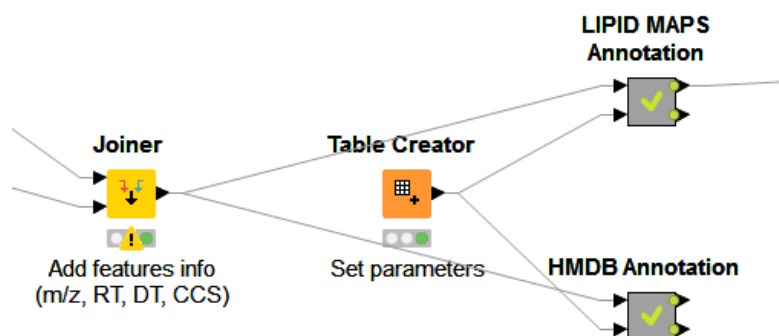 LIPID MAPS
Annotation
Joiner
Table Creator
Add features info
(m/z, RT, DT, CCS)
Set parameters
HMDB Annotation